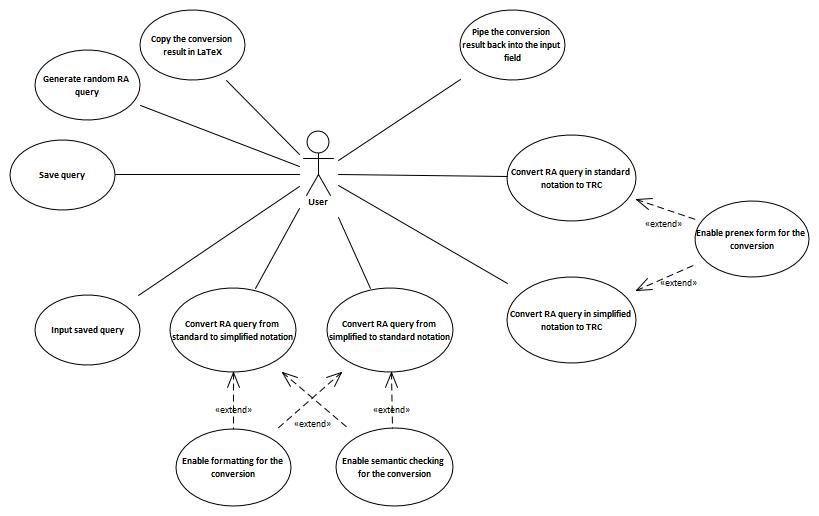 Copy the conversion
result in LaTeX
Pipe the conversion
result back into the input
field
Generate random RA
query
Save query
User
Convert RA query in standard
notation to TRC
«extend»
Enable prenex form for the
conversion
«extend»
Input saved query
Convert RA query from
standard to simplified notation
Convert RA query from
simplified to standard notation
Convert RA query in simplified
notation to TRC
«extend»
«extend»
«extend»
Enable formatting for the
conversion
Enable semantic checking
for the conversion